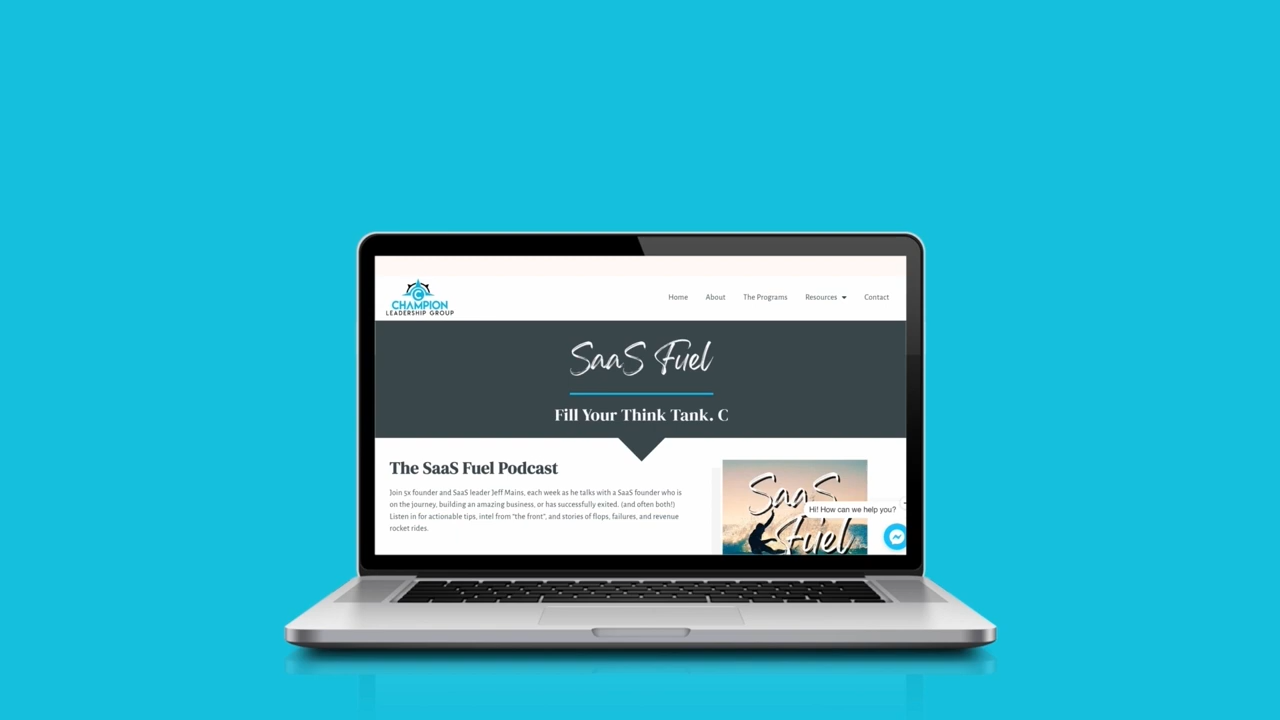 CHAMPION
LEADERSHIP GROUP
Home About The Programs Resources Contact
SaaS Fuel
Fill Your Think Tank. C
The SaaS Fuel Podcast
Join 5x founder and SaaS leader Jeff Mains, each week as he talks with a SaaS founder who is
on the journey, building an amazing business, or has successfully exited. (and often both!)
Listen in for actionable tips, intel from "the front", and stories of flops, failures, and revenue
rocket rides.
SaaS
Fuel
Hi! How can we help you?